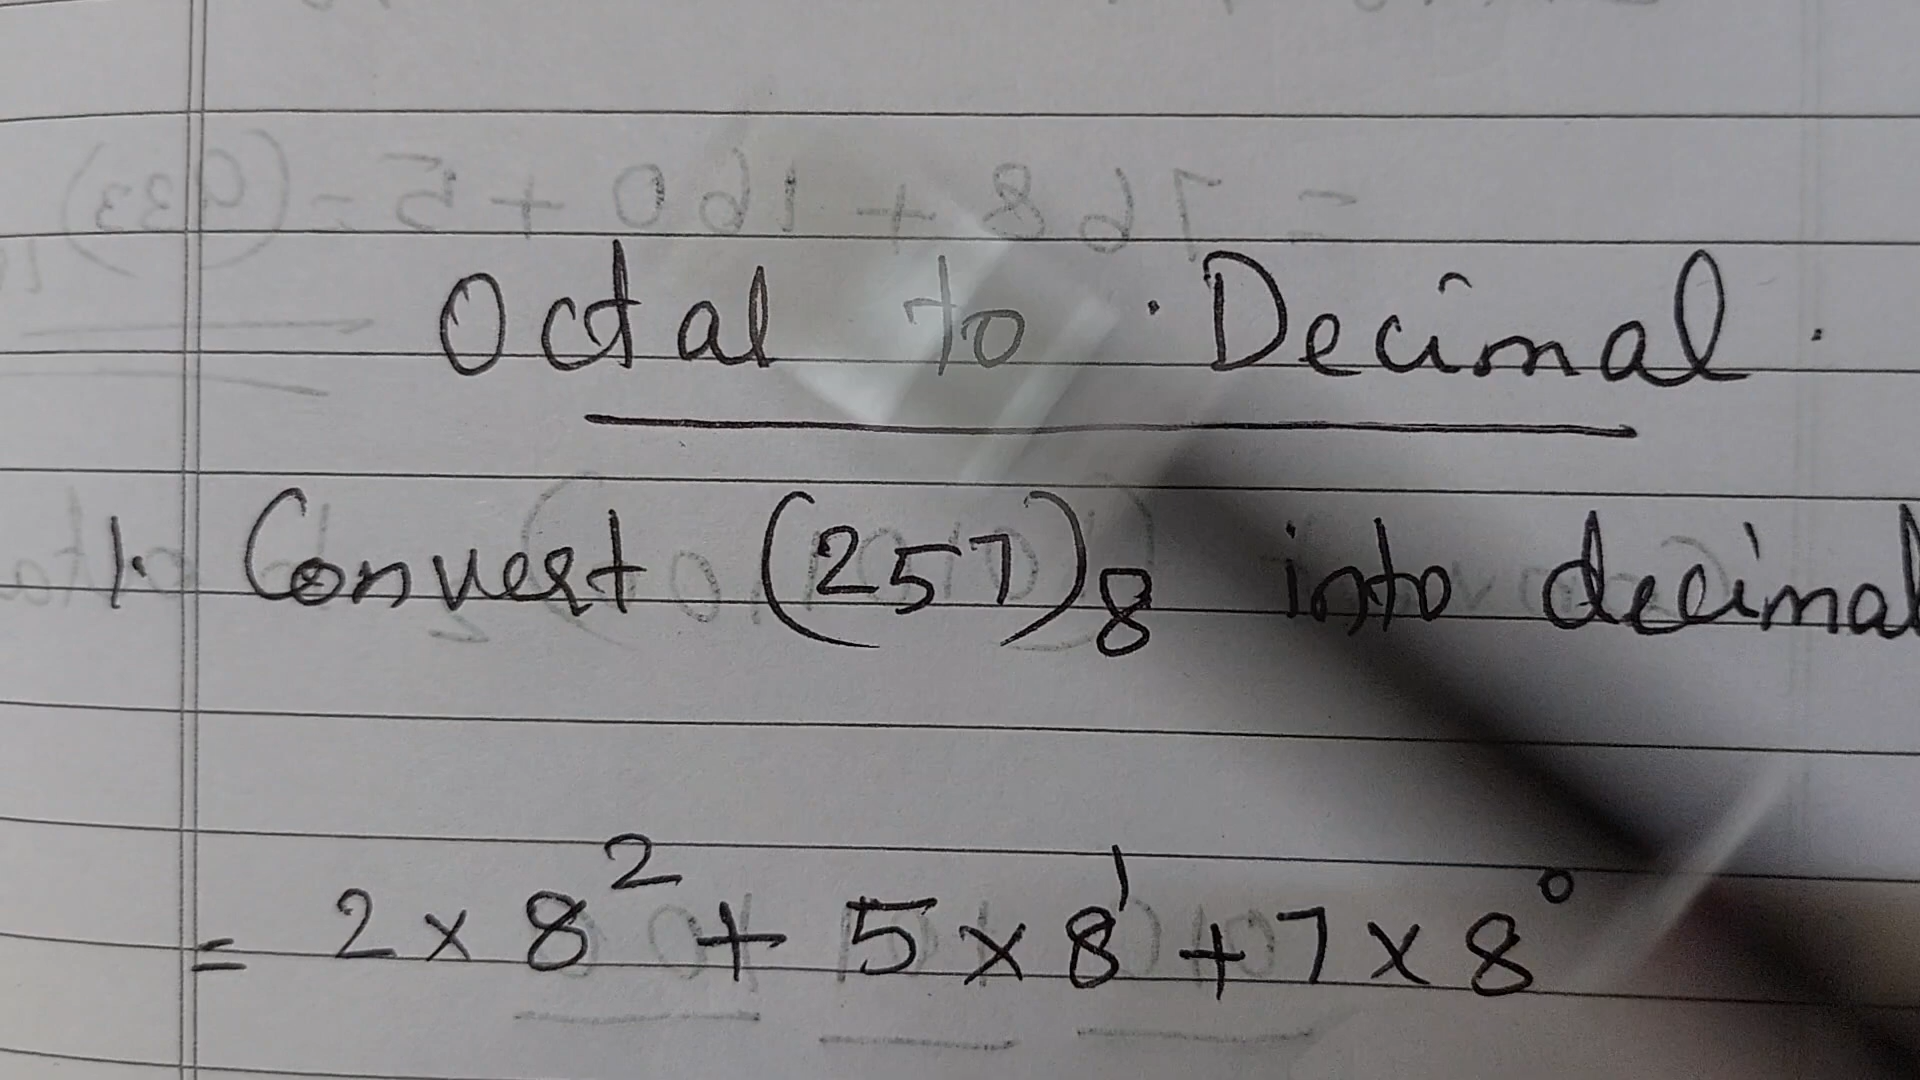 Octal to Decimal.
1. Convert (257)₈ into decimal
= 2 × 8² + 5 × 8¹ + 7 × 8⁰